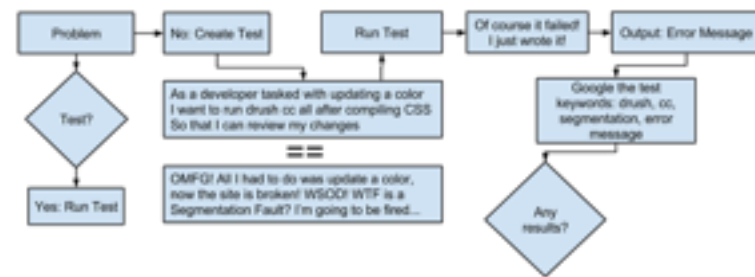 Problem
No: Create Test
Run Test
Of course it failed!
I just wrote it!
Output: Error Message
Test?
As a developer tasked with updating a color
I want to run drush cc all after compiling CSS
So that I can review my changes
==
OMFG! All I had to do was update a color,
now the site is broken! WSOD! WTF is a
Segmentation Fault? I'm going to be fired...
Yes: Run Test
Google the test
keywords: drush, cc,
segmentation, error
message
Any
results?